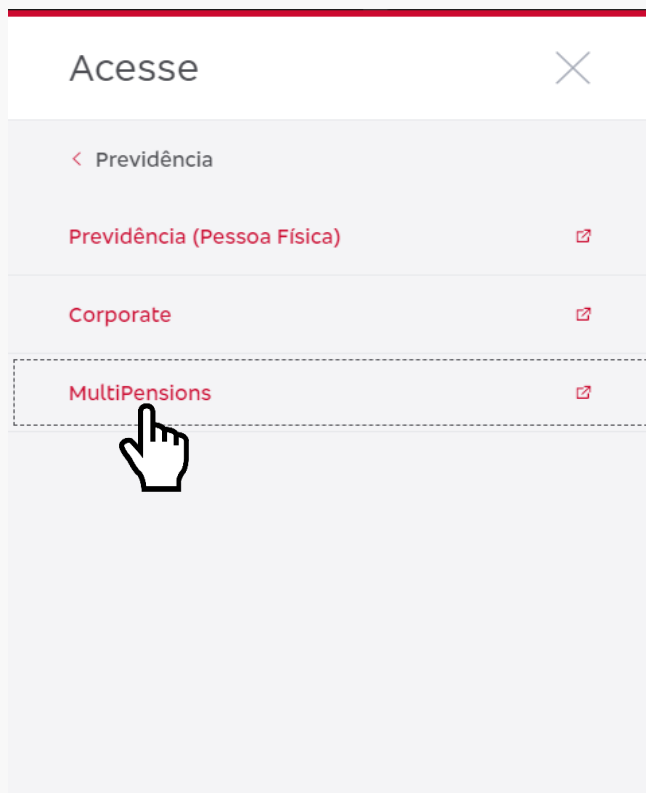 Acesse
Previdência
Previdência (Pessoa Física)
Corporate
MultiPensions